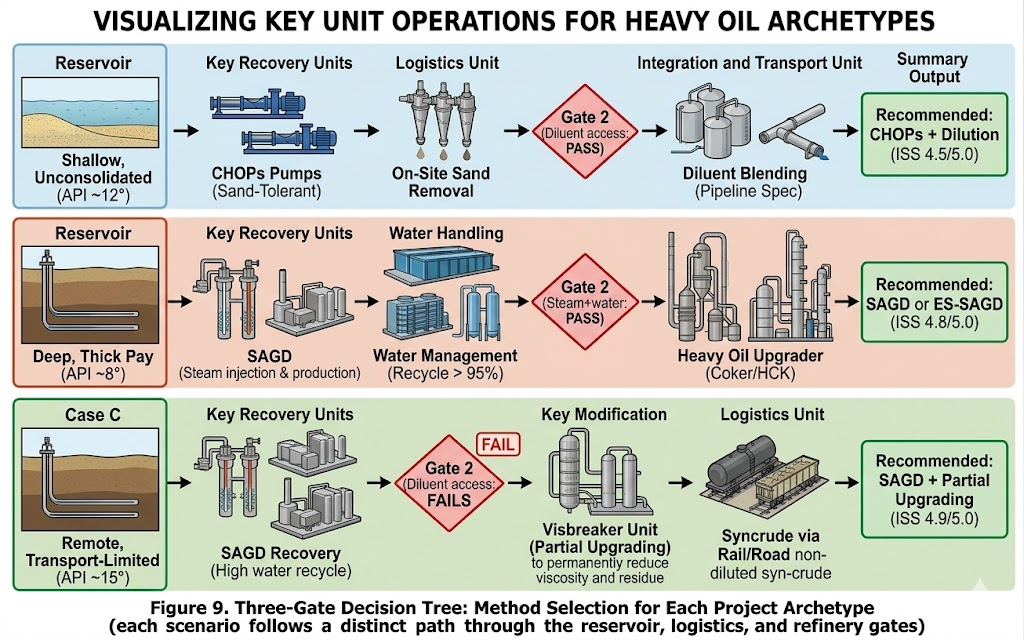 VISUALIZING KEY UNIT OPERATIONS FOR HEAVY OIL ARCHETYPES
Reservoir
Shallow,
Unconsolidated
(API ~12°)
Key Recovery Units
CHOPs Pumps
(Sand-Tolerant)
Logistics Unit
On-Site Sand
Removal
Gate 2
(Diluent access:
PASS)
Integration and Transport Unit
Diluent Blending
(Pipeline Spec)
Summary
Output
Recommended:
CHOPs + Dilution
(ISS 4.5/5.0)
Reservoir
Deep, Thick Pay
(API ~8°)
Key Recovery Units
SAGD
(Steam injection & production)
Water Handling
Water Management
(Recycle > 95%)
Gate 2
(Steam+water:
PASS)
Heavy Oil Upgrader
(Coker/HCK)
Recommended:
SAGD or ES-SAGD
(ISS 4.8/5.0)
Case C
Remote,
Transport-Limited
(API ~15°)
Key Recovery Units
SAGD Recovery
(High water recycle)
FAIL
Gate 2
(Diluent access:
FAILS)
Key Modification
Visbreaker Unit
(Partial Upgrading)
to permanently reduce
viscosity and residue
Logistics Unit
Syncrude via
Rail/Road non-
diluted syn-crude
Recommended:
SAGD + Partial
Upgrading
(ISS 4.9/5.0)
Figure 9. Three-Gate Decision Tree: Method Selection for Each Project Archetype
(each scenario follows a distinct path through the reservoir, logistics, and refinery gates)